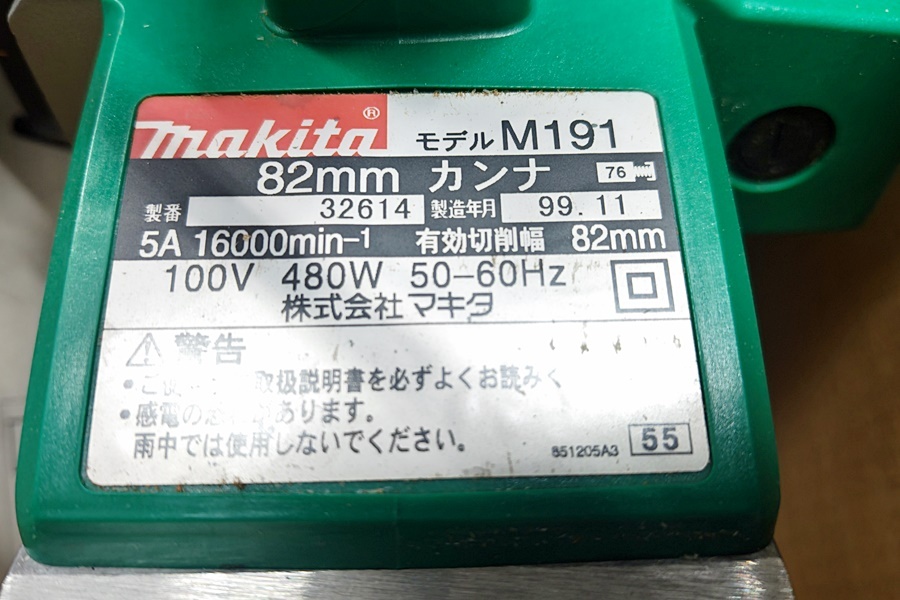 makita®
モデル M191
82mm カンナ 76
製番 32614 製造年月 99.11
5A 16000min-1 有効切削幅 82mm
100V 480W 50-60Hz
株式会社 マキタ
警告
取扱説明書を必ずよくお読み
感電の あります。
雨中では使用しないでください。
851205A3 55